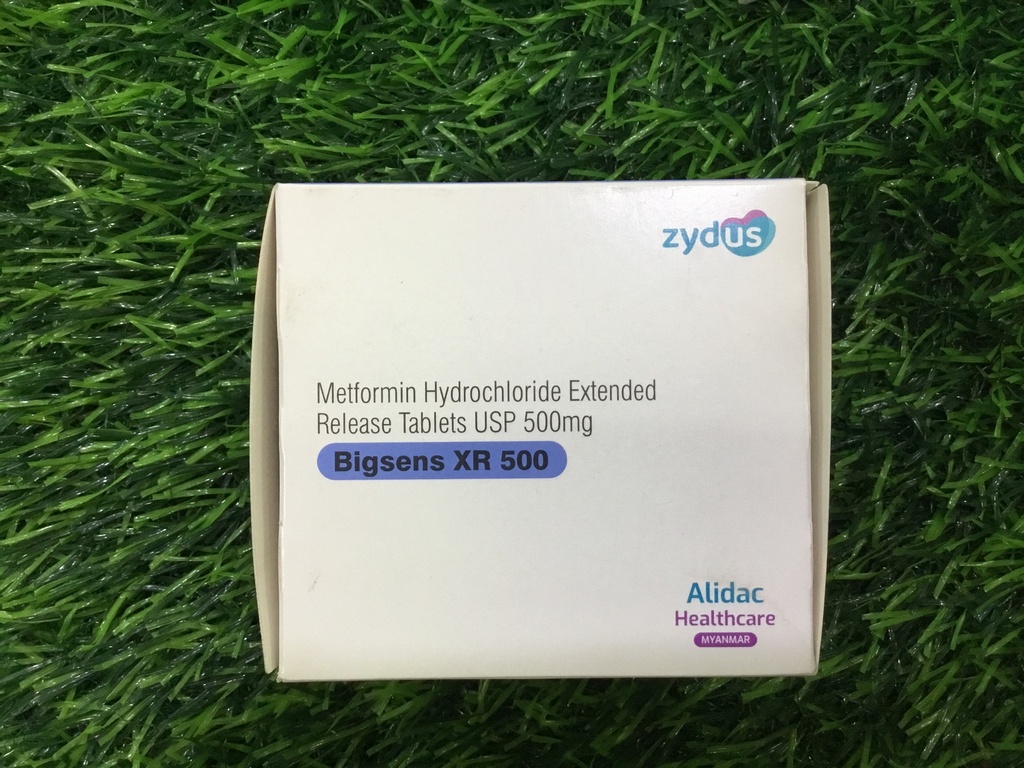 zydus
Metformin Hydrochloride Extended
Release Tablets USP 500mg
Bigsens XR 500
Alidac
Healthcare
MYANMAR